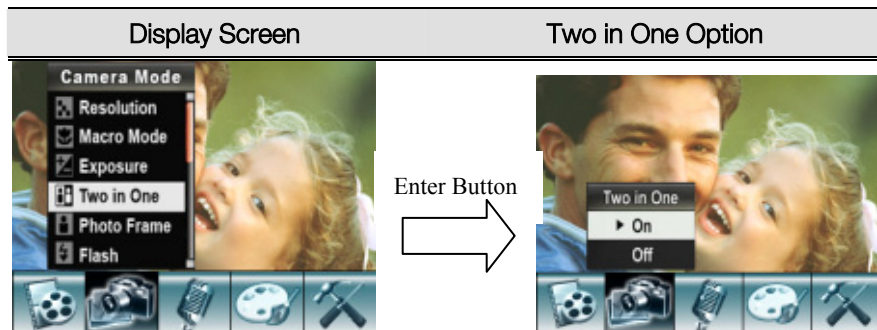 Display Screen
Two in One Option
Camera Mode
Resolution
Macro Mode
Exposure
Two in One
Photo Frame
Flash
Enter Button
Two in One
On
Off